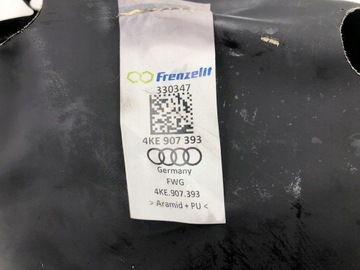 Frenzelit
330347
4KE 907 393
Germany
FWG
4KE.907.393
> Aramid + PU <